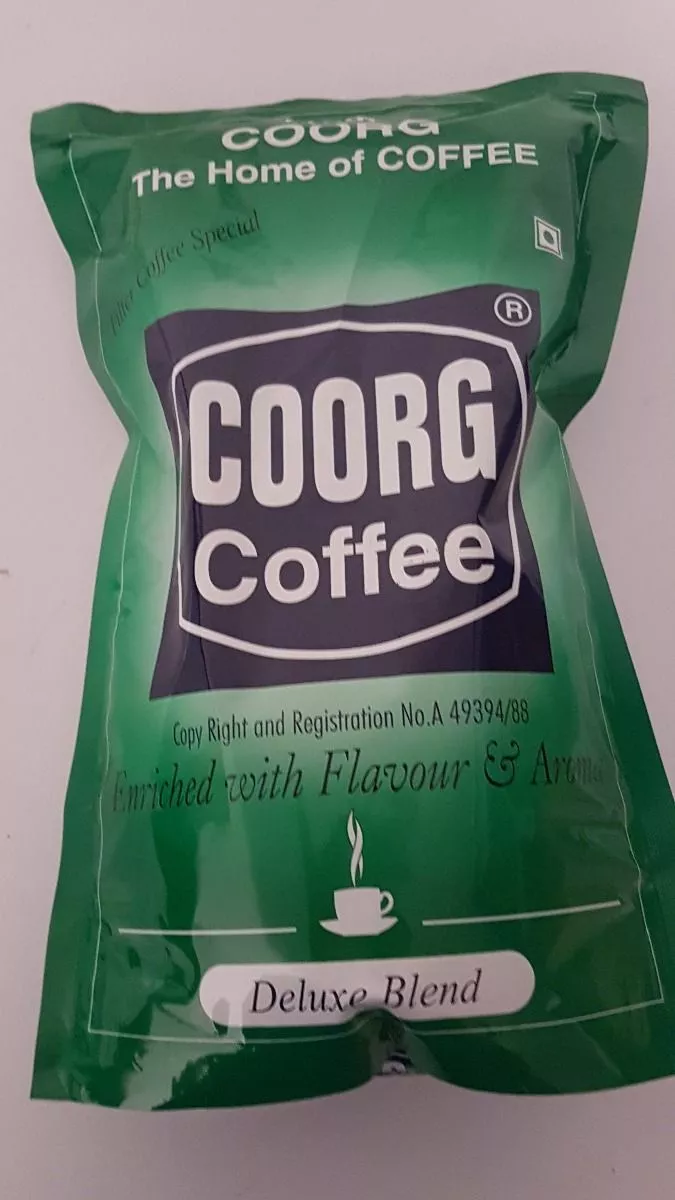 COORG
The Home of COFFEE
Filter Coffee Special
®
COORG
Coffee
Copy Right and Registration No.A 49394/88
Enriched with Flavour & Aroma
Deluxe Blend